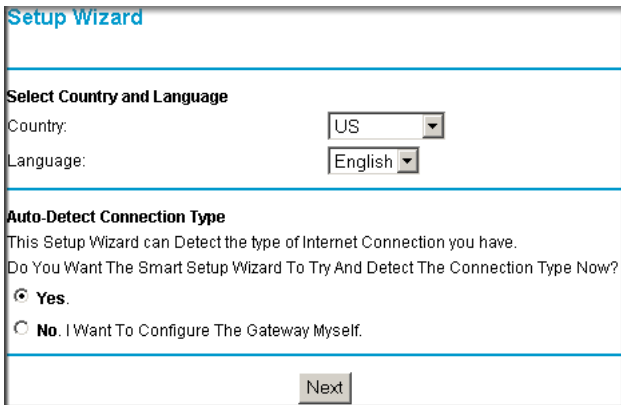 Setup Wizard
Select Country and Language
Country: US
Language: English
Auto-Detect Connection Type
This Setup Wizard can Detect the type of Internet Connection you have.
Do You Want The Smart Setup Wizard To Try And Detect The Connection Type Now?
Yes.
No. I Want To Configure The Gateway Myself.
Next